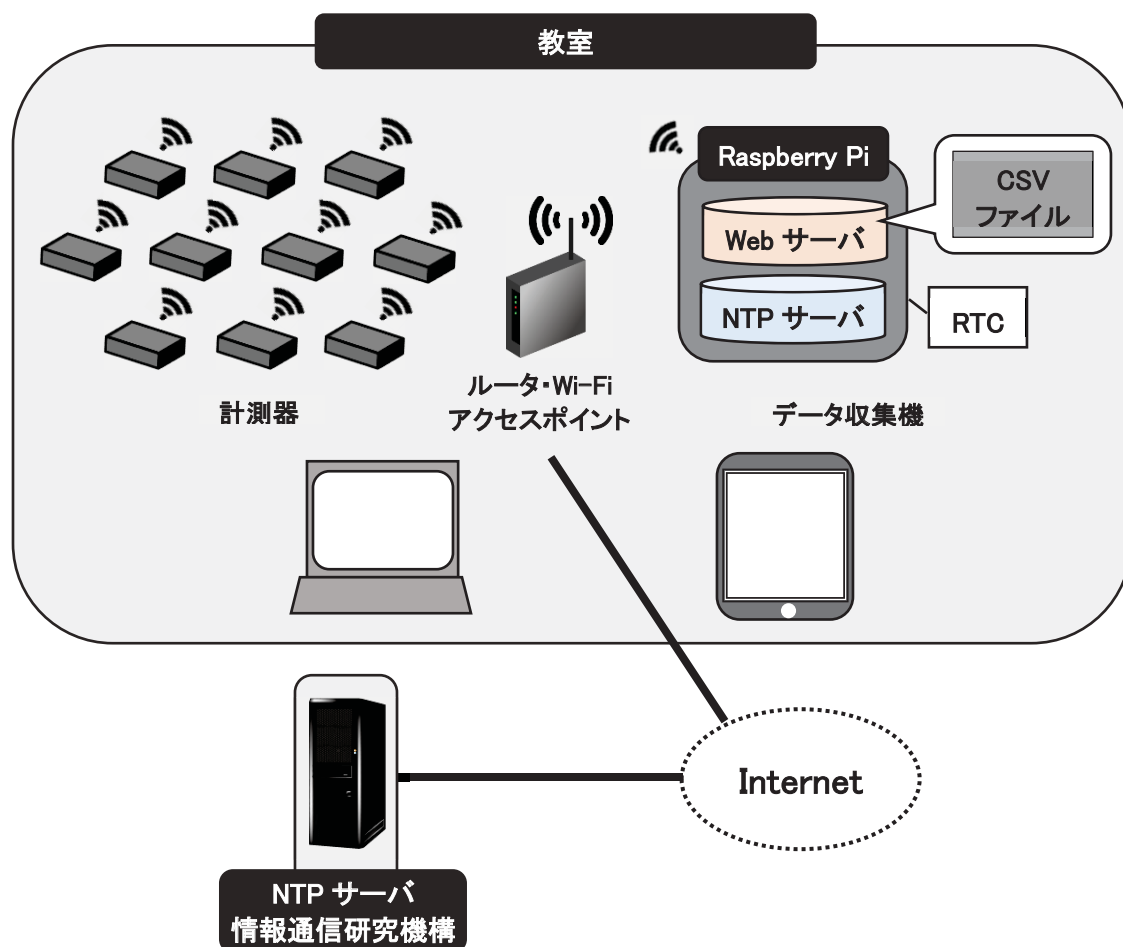 教室
Raspberry Pi
CSV
ファイル
Web サーバ
NTP サーバ
RTC
計測器
ルータ・Wi-Fi
アクセスポイント
データ収集機
Internet
NTP サーバ
情報通信研究機構